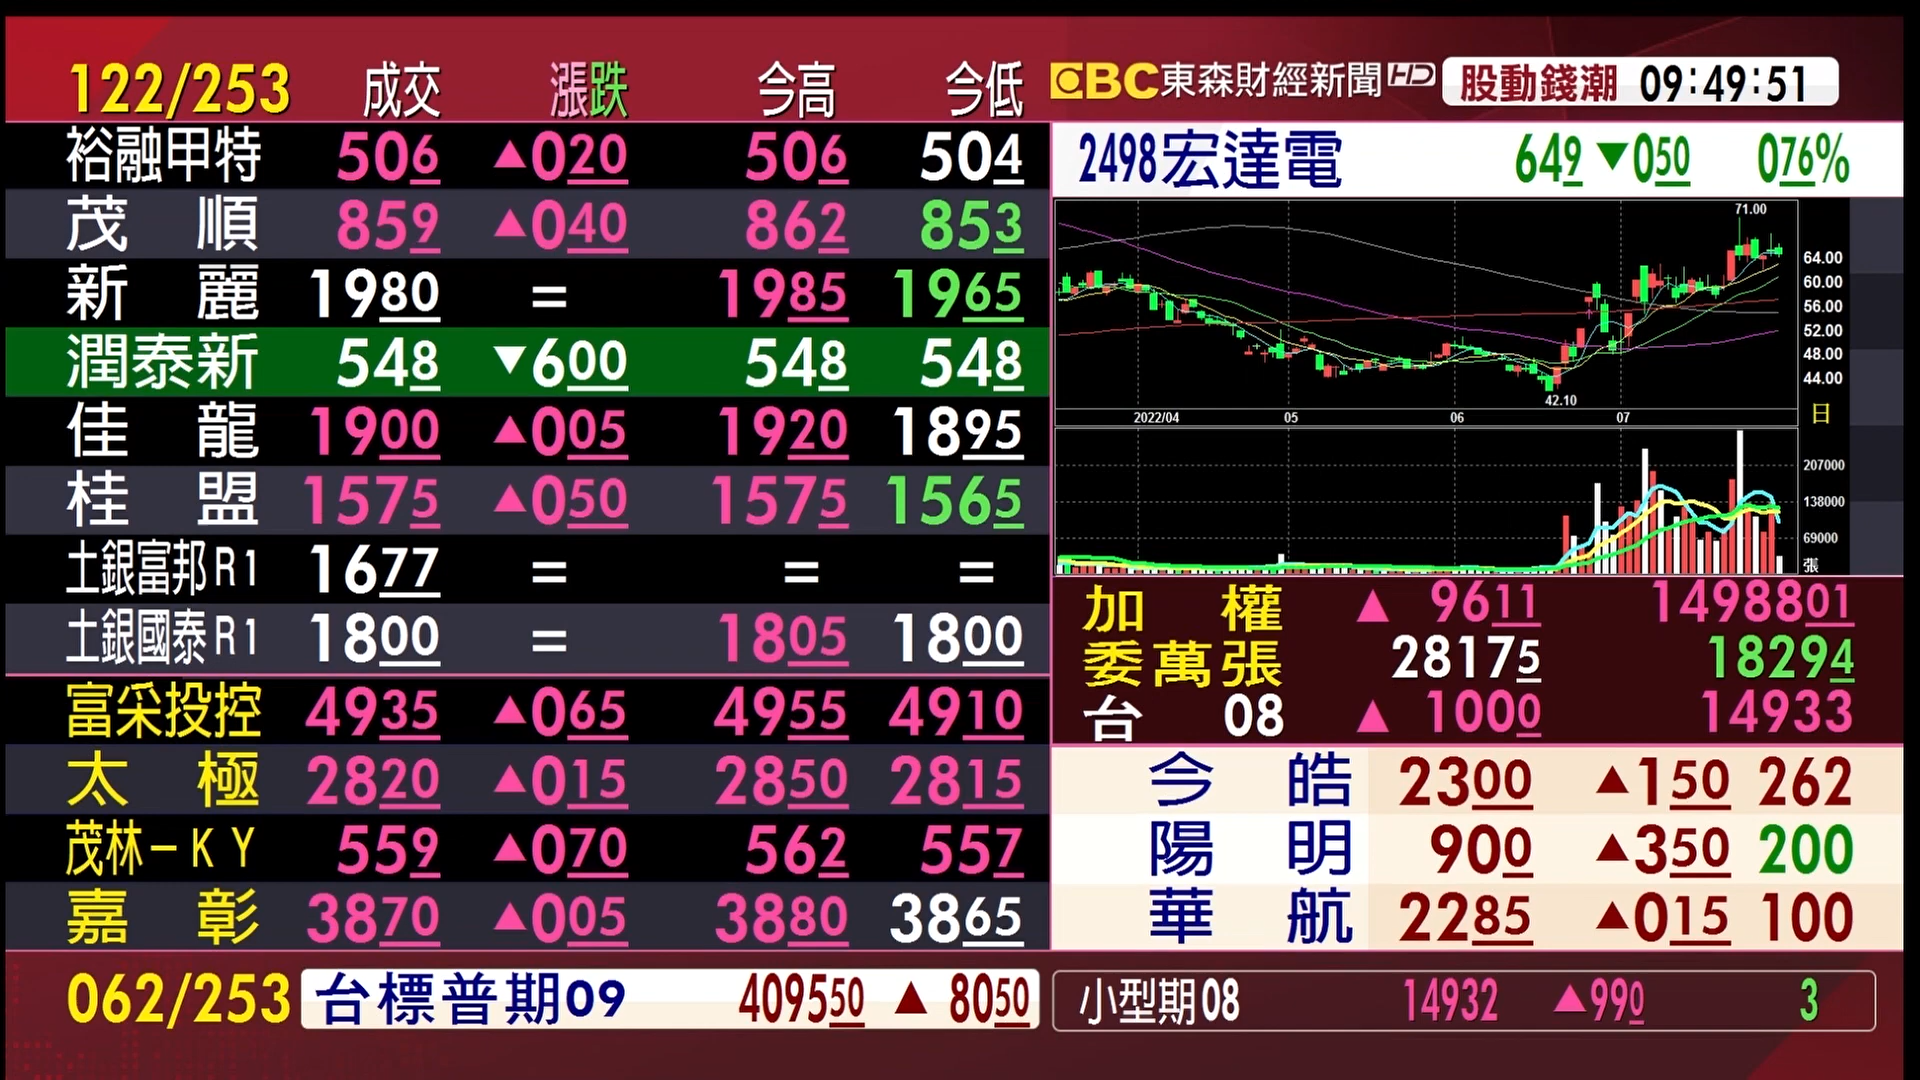 122/253 成交 漲跌 今高 今低
裕融甲特 506 ▲020 506 504
茂順 859 ▲040 862 853
新麗 1980 = 1985 1965
潤泰新 548 ▼600 548 548
佳龍 1900 ▲005 1920 1895
桂盟 1575 ▲050 1575 1565
土銀富邦R1 1677 = = =
土銀國泰R1 1800 = 1805 1800
富采投控 4935 ▲065 4955 4910
太極 2820 ▲015 2850 2815
茂林-KY 559 ▲070 562 557
嘉彰 3870 ▲005 3880 3865
062/253 台標普期09 409550 ▲ 8050
EBC東森財經新聞HD 股動錢潮 09:49:51
2498宏達電 649 ▼050 076%
71.00
64.00
60.00
56.00
52.00
48.00
44.00
42.10
2022/04 05 06 07 日
207000
138000
69000
張
加權 ▲ 9611 1498801
委萬張 28175 18294
台08 ▲ 1000 14933
今皓 2300 ▲150 262
陽明 900 ▲350 200
華航 2285 ▲015 100
小型期08 14932 ▲990 3